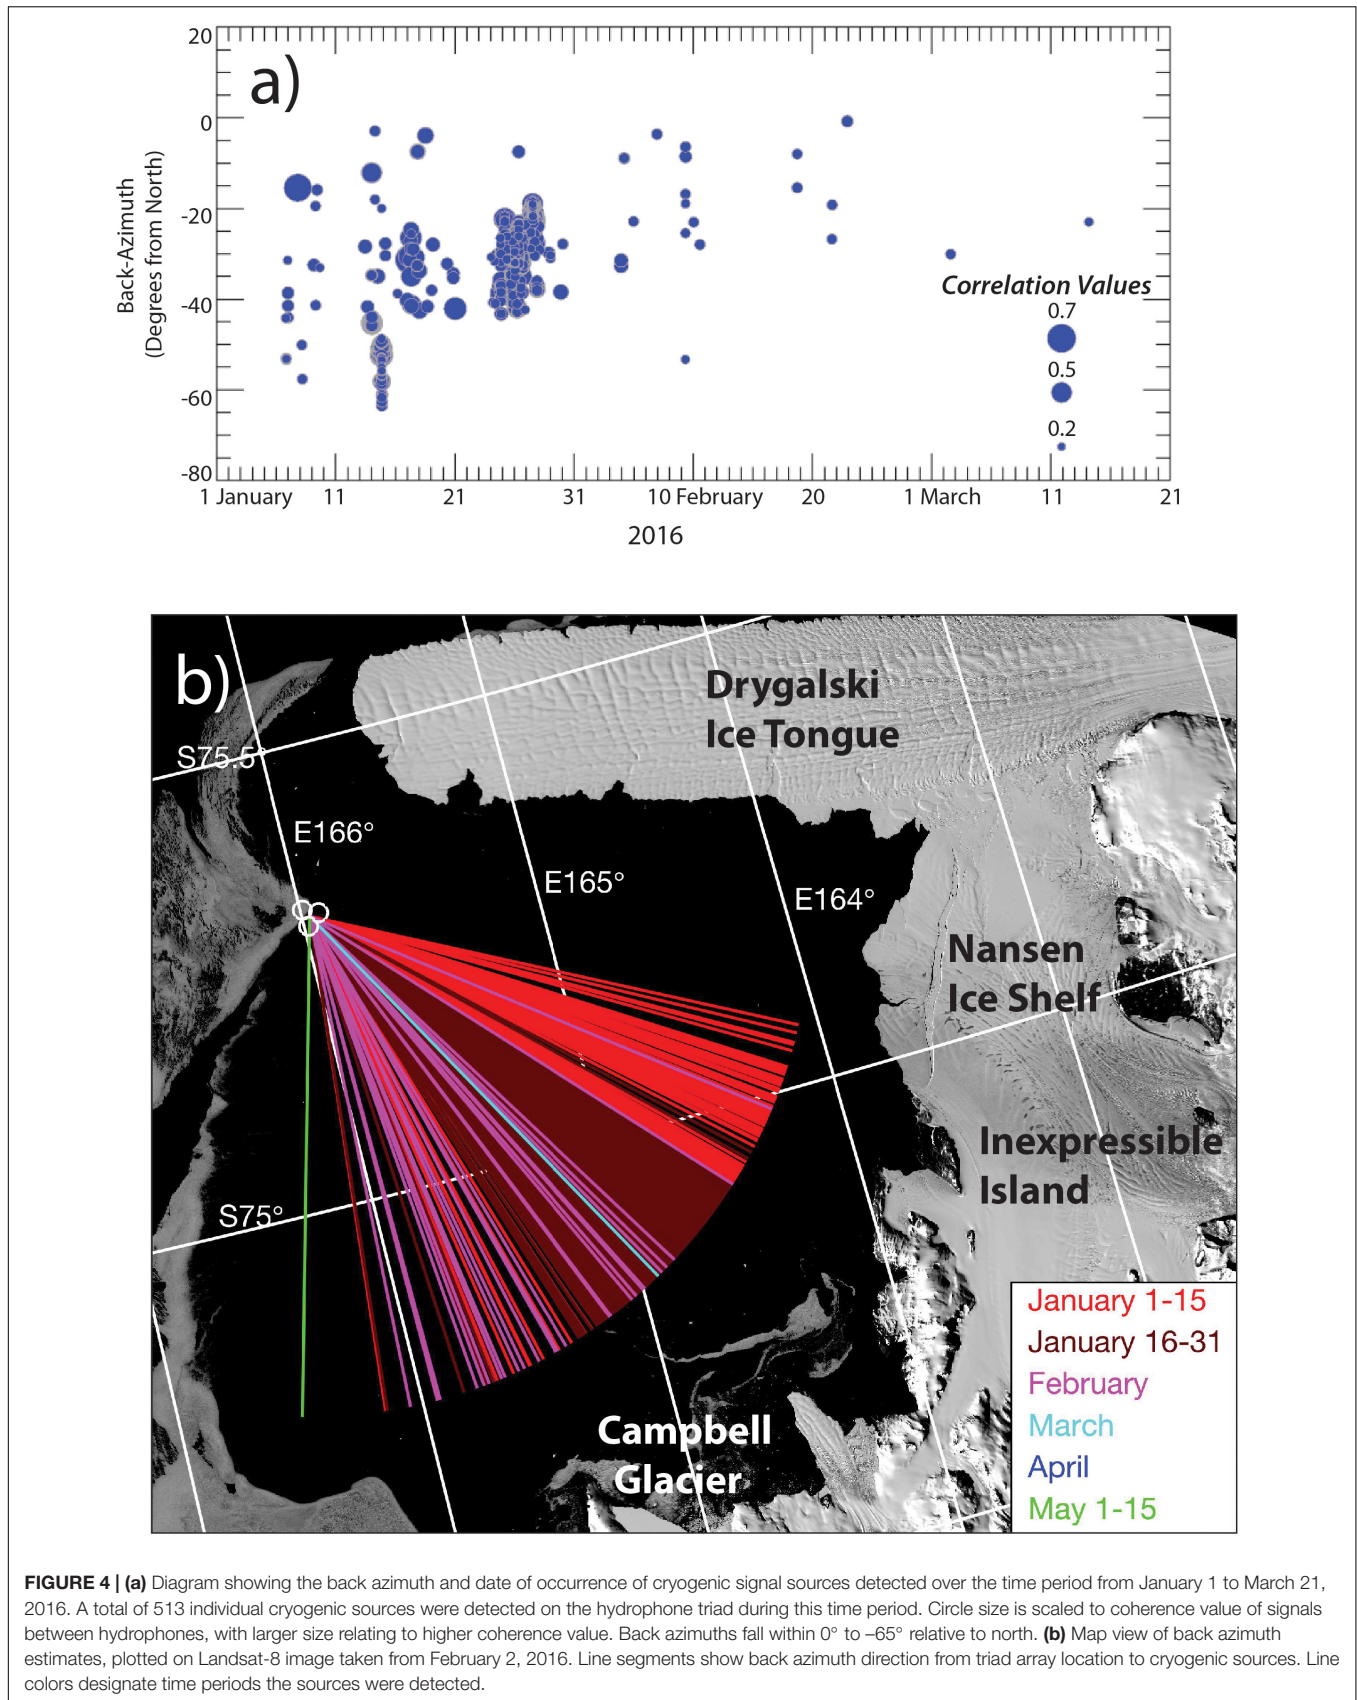 a)
20
0
-20
-40
-60
-80
Back-Azimuth
(Degrees from North)
Correlation Values
0.7
0.5
0.2
1 January 11 21 31 10 February 20 1 March 11 21
2016
b)
Drygalski
Ice Tongue
S75.5°
E166°
E165°
E164°
Nansen
Ice Shelf
Inexpressible
Island
S75°
Campbell
Glacier
January 1-15
January 16-31
February
March
April
May 1-15
FIGURE 4 | (a) Diagram showing the back azimuth and date of occurrence of cryogenic signal sources detected over the time period from January 1 to March 21,
2016. A total of 513 individual cryogenic sources were detected on the hydrophone triad during this time period. Circle size is scaled to coherence value of signals
between hydrophones, with larger size relating to higher coherence value. Back azimuths fall within 0° to –65° relative to north. (b) Map view of back azimuth
estimates, plotted on Landsat-8 image taken from February 2, 2016. Line segments show back azimuth direction from triad array location to cryogenic sources. Line
colors designate time periods the sources were detected.